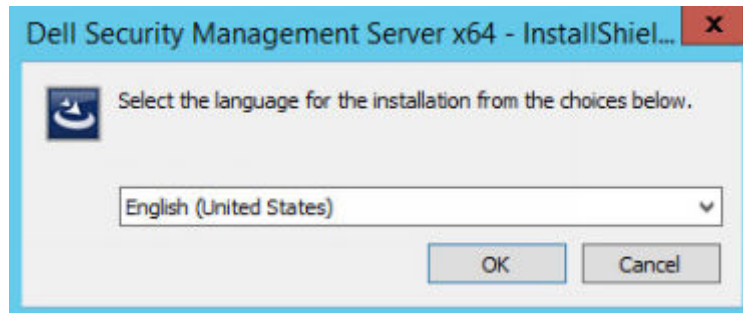 Dell Security Management Server x64 - InstallShiel...
x
Select the language for the installation from the choices below.
English (United States)
OK Cancel